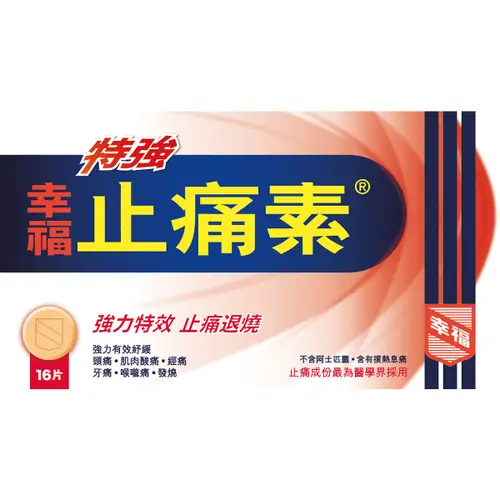 特強
幸福
止痛素®
強力特效 止痛退燒
強力有效紓緩
頭痛・肌肉酸痛・經痛
牙痛・喉嚨痛・發燒
16片
幸福
不含阿士匹靈・含有撲熱息痛
止痛成份最為醫學界採用